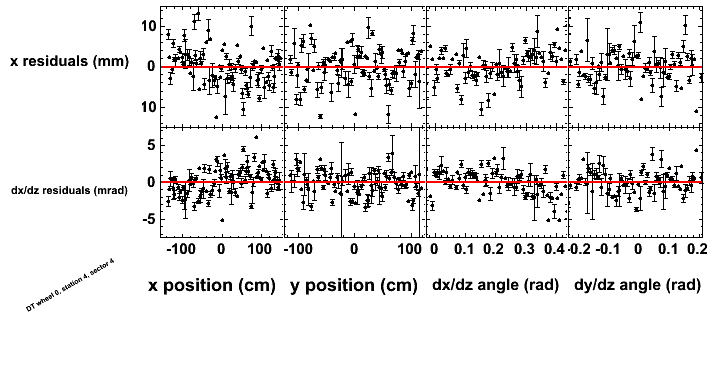 10
x residuals (mm)
0
10
5
dx/dz residuals (mrad)
0
-5
-100 0 100 -100 0 100 0 0.1 0.2 0.3 0.4 -0.2 -0.1 0 0.1 0.2
x position (cm) y position (cm) dx/dz angle (rad) dy/dz angle (rad)
DT wheel 0, station 4, sector 4